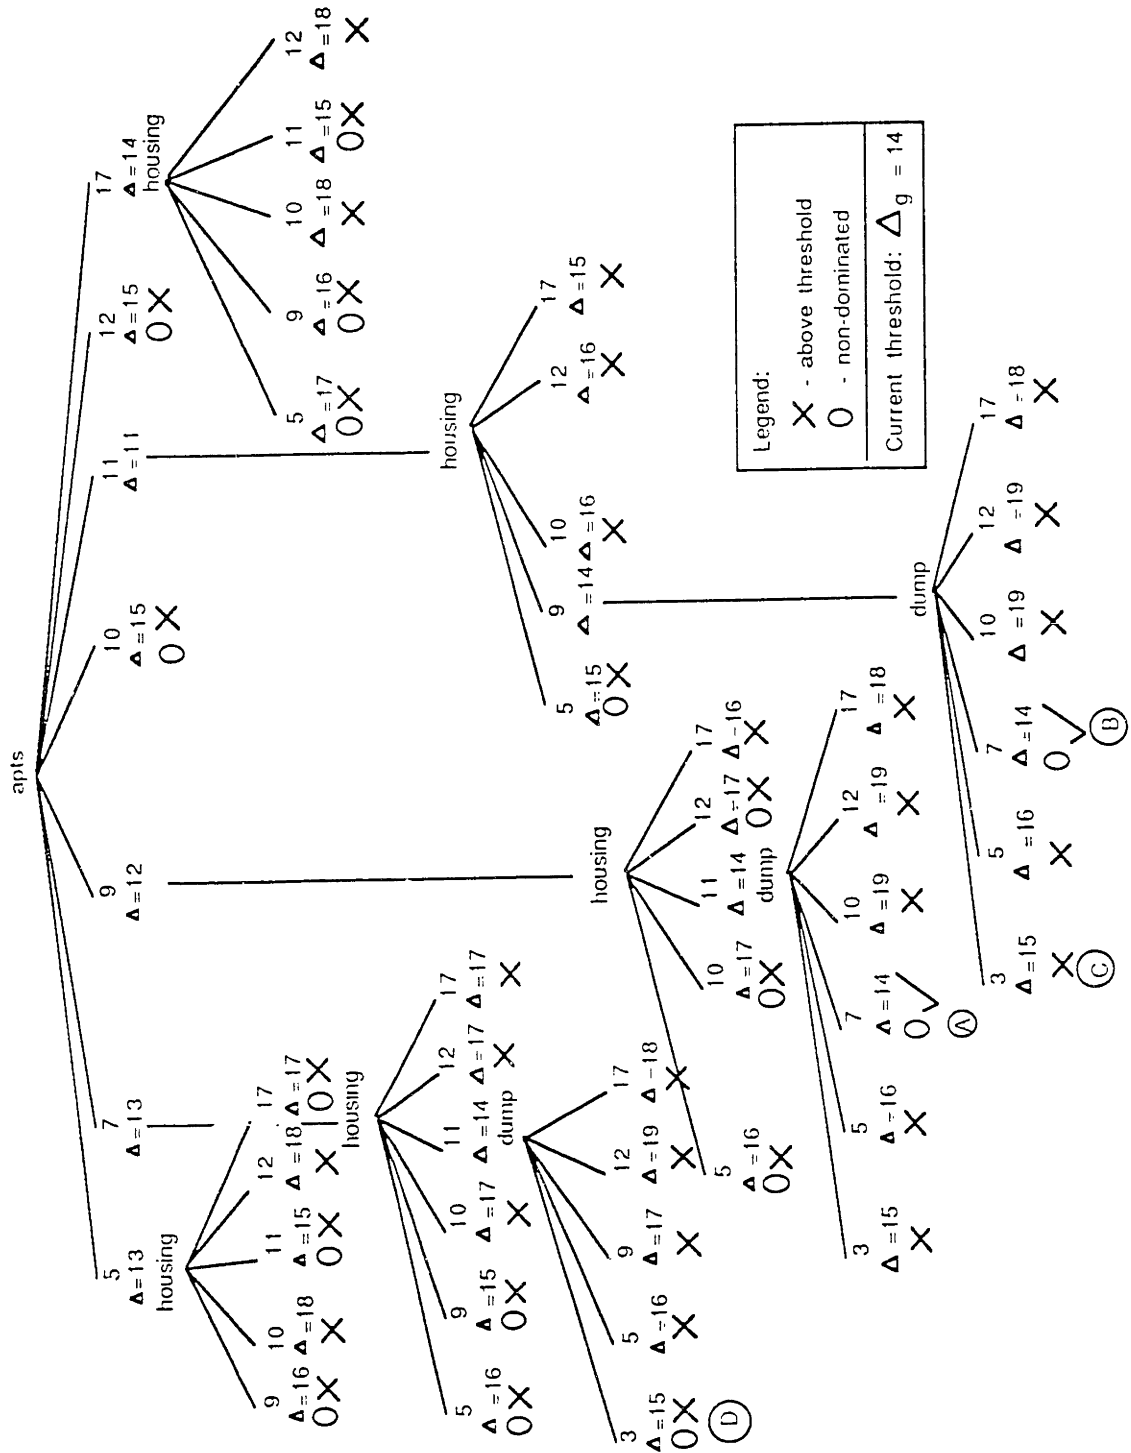 apts
5
Δ=13
housing
9
Δ=16
O X
10
Δ=18
X
11
Δ=15
O X
12
Δ=18
X
17
Δ=17
O X
7
Δ=13
housing
5
Δ=16
O X
9
Δ=15
O X
10
Δ=17
X
11
Δ=14
dump
3
Δ=15
O X
D
5
Δ=16
X
9
Δ=17
X
12
Δ=19
X
17
Δ=18
X
12
Δ=17
X
17
Δ=17
X
9
Δ=12
housing
5
Δ=16
O X
10
Δ=17
O X
11
Δ=14
dump
3
Δ=15
X
5
Δ=16
X
7
Δ=14
O ✓
A
10
Δ=19
X
12
Δ=19
X
17
Δ=18
X
12
Δ=17
O X
17
Δ=16
X
10
Δ=15
O X
11
Δ=11
housing
5
Δ=15
O X
9
Δ=14
dump
3
Δ=15
X
C
5
Δ=16
X
7
Δ=14
O ✓
B
10
Δ=19
X
12
Δ=19
X
17
Δ=18
X
10
Δ=16
X
12
Δ=16
X
17
Δ=15
X
12
Δ=15
O X
17
Δ=14
housing
5
Δ=17
O X
9
Δ=16
O X
10
Δ=18
X
11
Δ=15
O X
12
Δ=18
X
Legend:
X - above threshold
O - non-dominated
Current threshold: Δg = 14